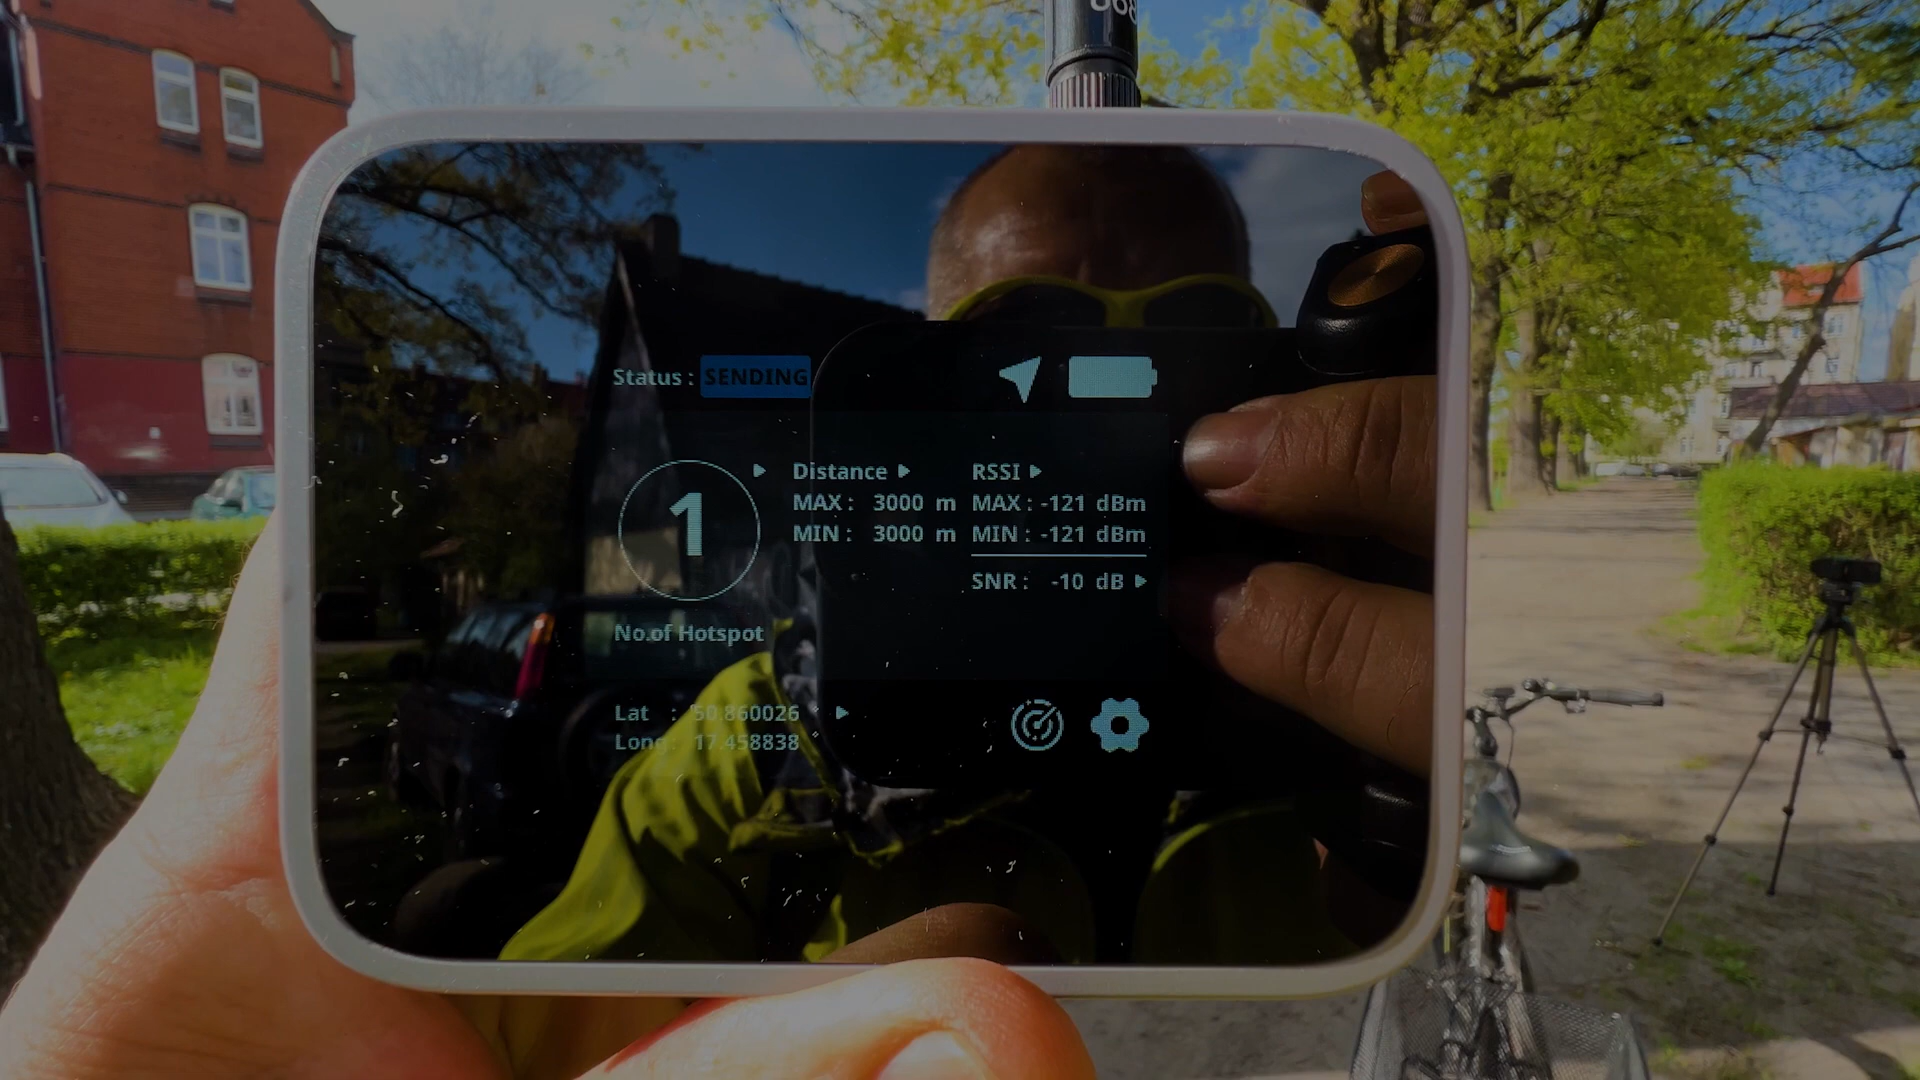 Status : SENDING
1
No.of Hotspot
Distance
MAX : 3000 m
MIN : 3000 m
RSSI
MAX : -121 dBm
MIN : -121 dBm
SNR : -10 dB
Lat : 50.860026
Long : 17.458838